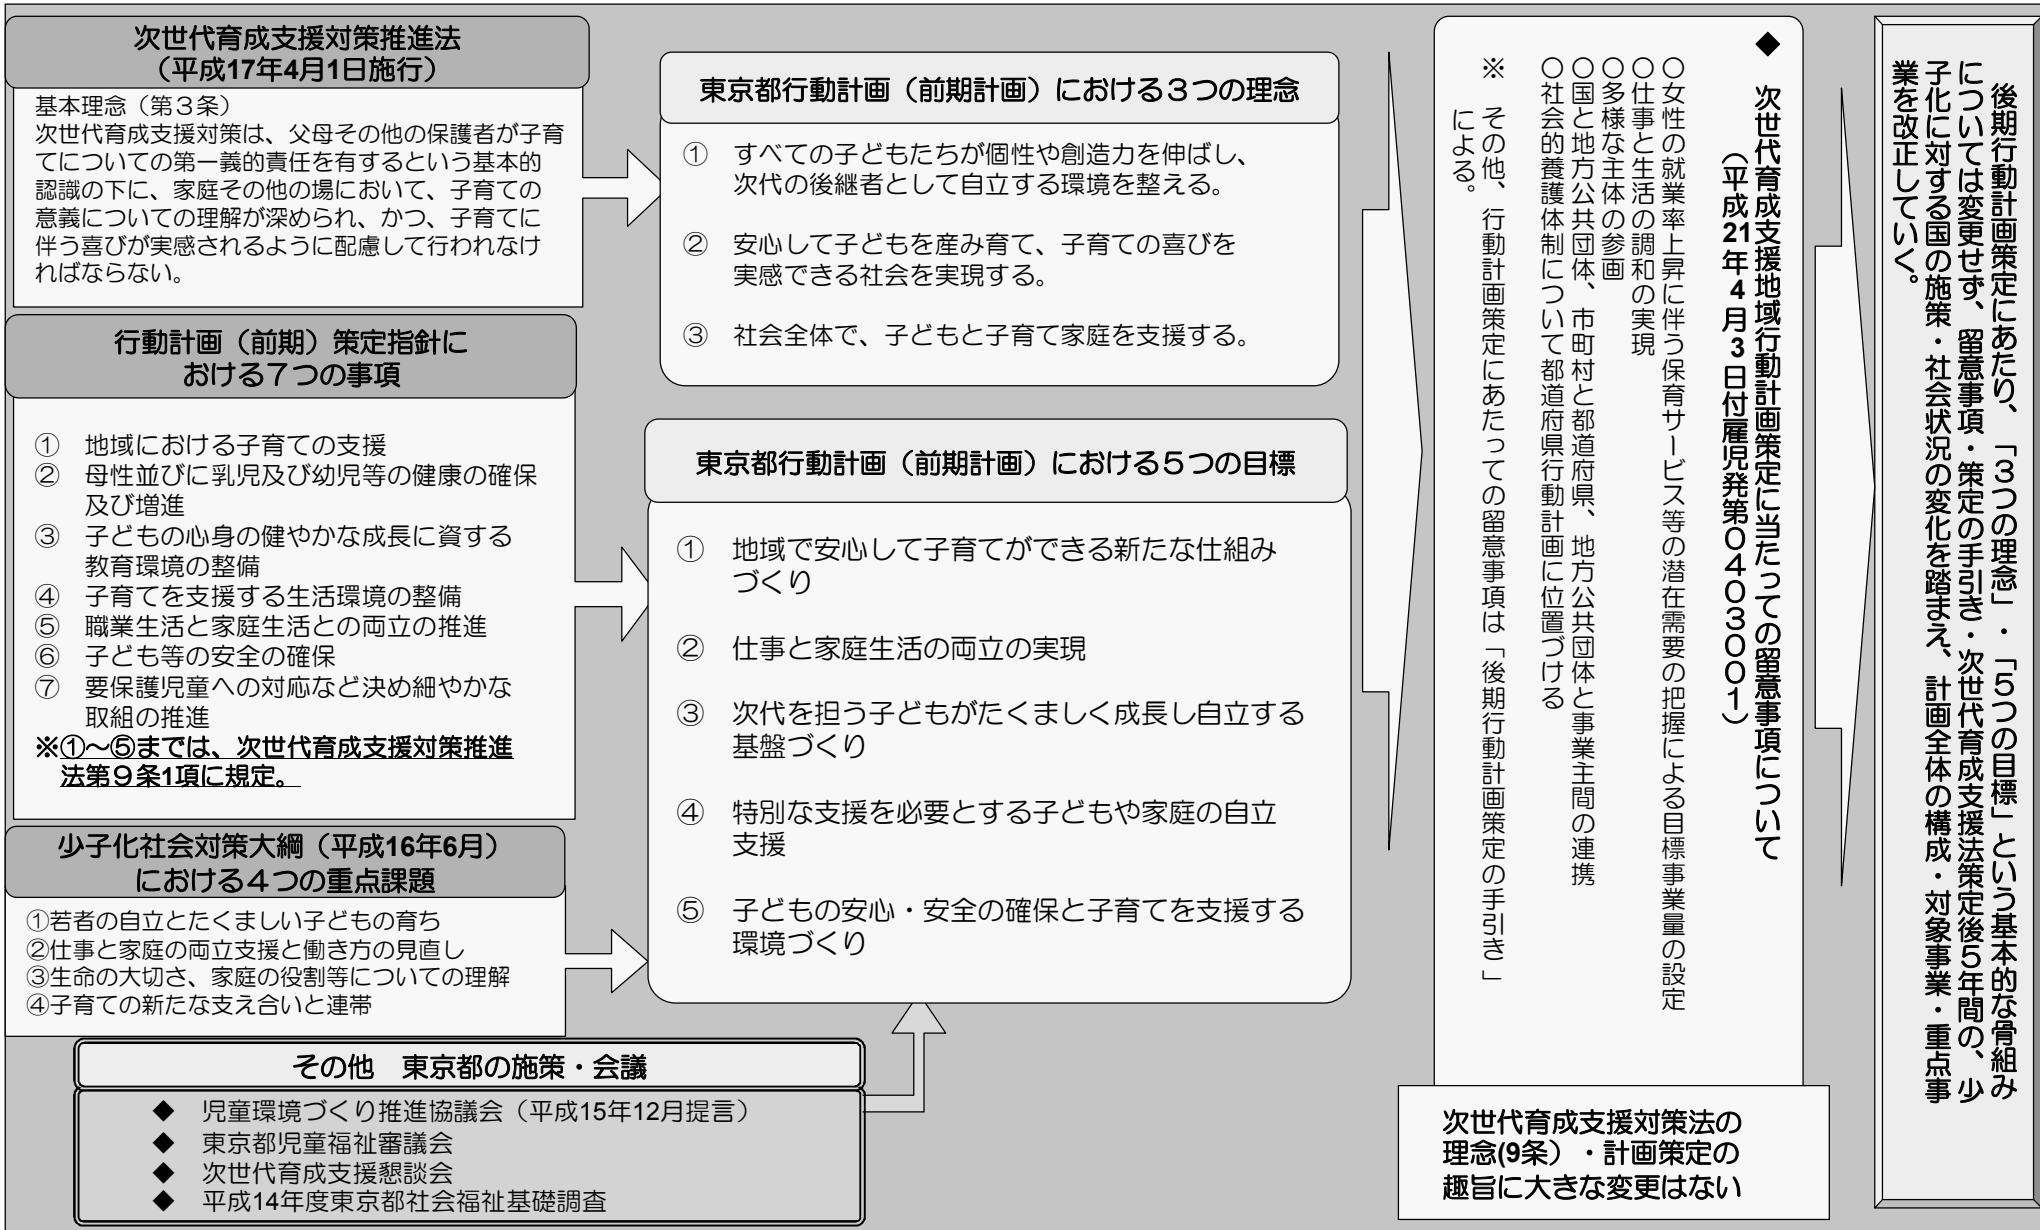 次世代育成支援対策推進法
（平成17年4月1日施行）
基本理念（第３条）
次世代育成支援対策は、父母その他の保護者が子育
てについての第一義的責任を有するという基本的
認識の下に、家庭その他の場において、子育ての
意義についての理解が深められ、かつ、子育てに
伴う喜びが実感されるように配慮して行われなけ
ればならない。
行動計画（前期）策定指針に
おける７つの事項
① 地域における子育ての支援
② 母性並びに乳児及び幼児等の健康の確保
及び増進
③ 子どもの心身の健やかな成長に資する
教育環境の整備
④ 子育てを支援する生活環境の整備
⑤ 職業生活と家庭生活との両立の推進
⑥ 子ども等の安全の確保
⑦ 要保護児童への対応など決め細やかな
取組の推進
※①～⑤までは、次世代育成支援対策推進
法第９条1項に規定。
少子化社会対策大綱（平成16年6月）
における４つの重点課題
①若者の自立とたくましい子どもの育ち
②仕事と家庭の両立支援と働き方の見直し
③生命の大切さ、家庭の役割等についての理解
④子育ての新たな支え合いと連帯
その他　東京都の施策・会議
◆ 児童環境づくり推進協議会（平成15年12月提言）
◆ 東京都児童福祉審議会
◆ 次世代育成支援懇談会
◆ 平成14年度東京都社会福祉基礎調査
東京都行動計画（前期計画）における３つの理念
① すべての子どもたちが個性や創造力を伸ばし、
次代の後継者として自立する環境を整える。
② 安心して子どもを産み育て、子育ての喜びを
実感できる社会を実現する。
③ 社会全体で、子どもと子育て家庭を支援する。
東京都行動計画（前期計画）における５つの目標
① 地域で安心して子育てができる新たな仕組み
づくり
② 仕事と家庭生活の両立の実現
③ 次代を担う子どもがたくましく成長し自立する
基盤づくり
④ 特別な支援を必要とする子どもや家庭の自立
支援
⑤ 子どもの安心・安全の確保と子育てを支援する
環境づくり
◆ 次世代育成支援地域行動計画策定に当たっての留意事項について
（平成21年４月３日付雇児発第０４０３００１）
○女性の就業率上昇に伴う保育サービス等の潜在需要の把握による目標事業量の設定
○仕事と生活の調和の実現
○多様な主体の参画
○国と地方公共団体、市町村と都道府県、地方公共団体と事業主間の連携
○社会的養護体制について都道府県行動計画に位置づける
※ その他、行動計画策定にあたっての留意事項は「後期行動計画策定の手引き」
による。
次世代育成支援対策法の
理念(9条）・計画策定の
趣旨に大きな変更はない
後期行動計画策定にあたり、「３つの理念」・「５つの目標」という基本的な骨組み
については変更せず、留意事項・策定の手引き・次世代育成支援法策定後５年間の、少
子化に対する国の施策・社会状況の変化を踏まえ、計画全体の構成・対象事業・重点事
業を改正していく。